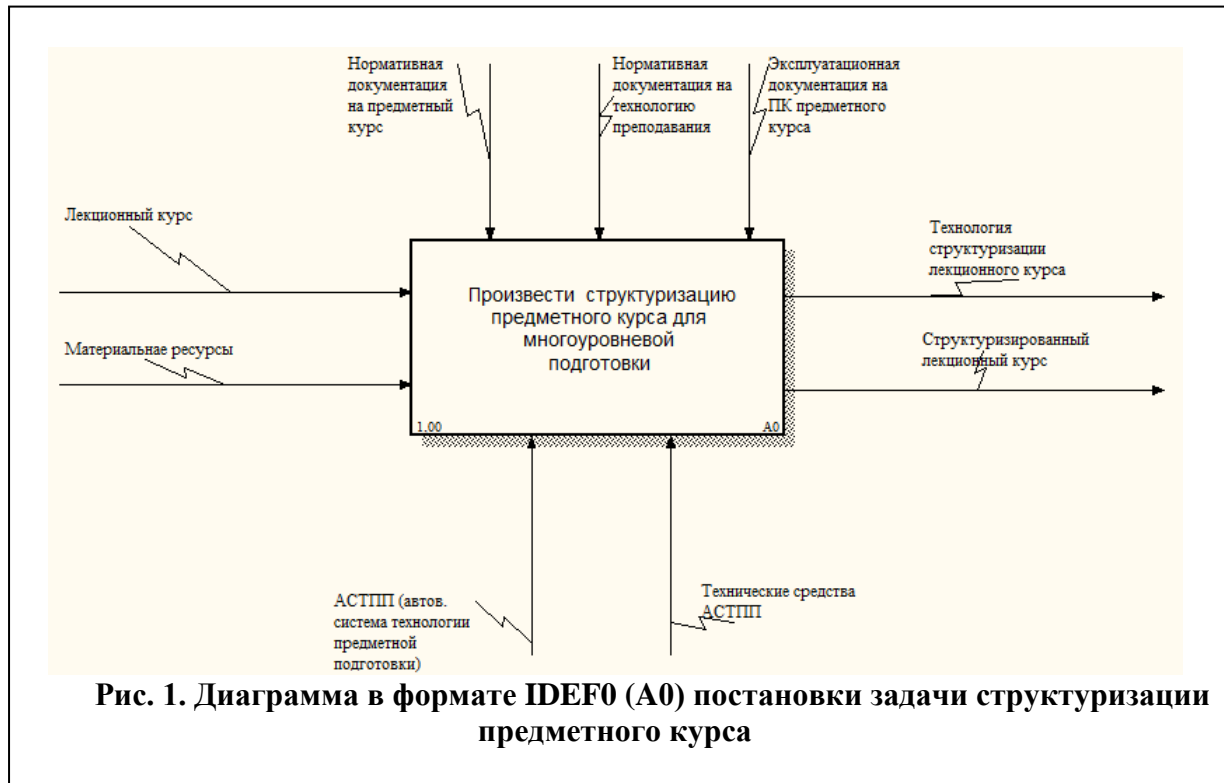 Нормативная
документация
на предметный
курс
Нормативная
документация на
технологию
преподавания
Эксплуатационная
документация на
ПК предметного
курса
Лекционный курс
Материальнае ресурсы
Произвести структуризацию
предметного курса для
многоуровневой
подготовки
1.00
A0
Технология
структуризации
лекционного курса
Структуризированный
лекционный курс
АСТПП (автов.
система технологии
предметной
подготовки)
Технические средства
АСТПП
Рис. 1. Диаграмма в формате IDEF0 (A0) постановки задачи структуризации
предметного курса